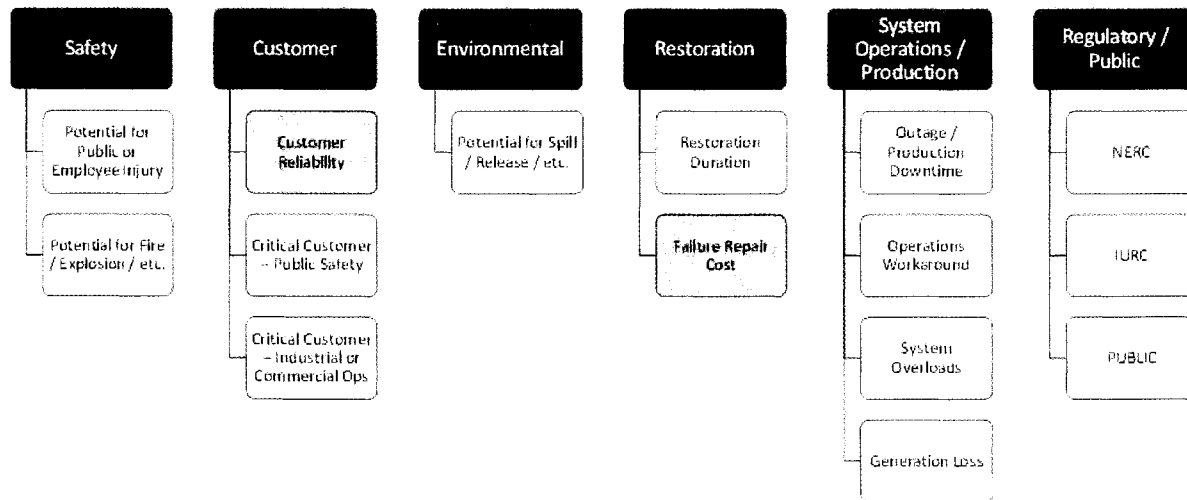 Safety
Potential for
Public or
Employee Injury
Potential for Fire
/ Explosion / etc.
Customer
Customer
Reliability
Critical Customer
– Public Safety
Critical Customer
– Industrial or
Commercial Ops
Environmental
Potential for Spill
/ Release / etc.
Restoration
Restoration
Duration
Failure Repair
Cost
System
Operations /
Production
Outage /
Production
Downtime
Operations
Workaround
System
Overloads
Generation Loss
Regulatory /
Public
NERC
IURC
PUBLIC